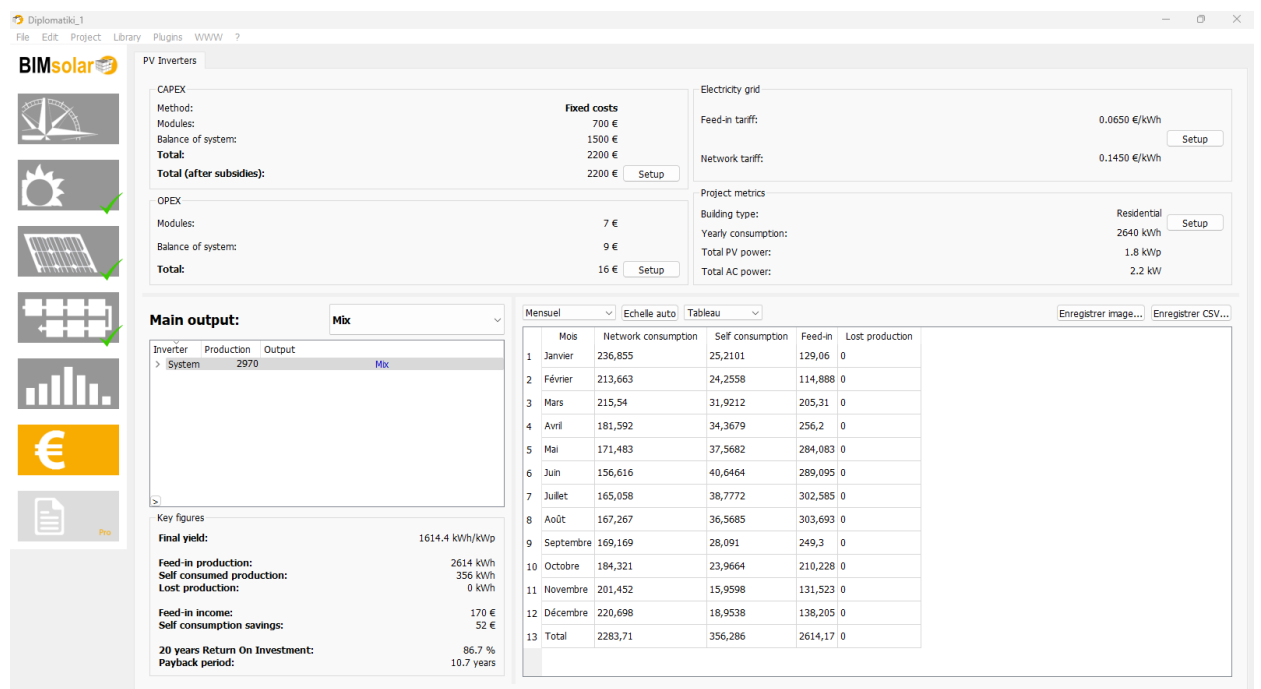 Diplomatiki_1
File Edit Project Library Plugins WWW ?
BIMsolar
PV Inverters
CAPEX
Method: Fixed costs
Modules: 700 €
Balance of system: 1500 €
Total: 2200 €
Total (after subsidies): 2200 € Setup
OPEX
Modules: 7 €
Balance of system: 9 €
Total: 16 € Setup
Electricity grid
Feed-in tariff: 0.0650 €/kWh
Setup
Network tariff: 0.1450 €/kWh
Project metrics
Building type: Residential
Setup
Yearly consumption: 2640 kWh
Total PV power: 1.8 kWp
Total AC power: 2.2 kW
Main output: Mix
Inverter Production Output
> System 2970 Mix
>
Key figures
Final yield: 1614.4 kWh/kWp
Feed-in production: 2614 kWh
Self consumed production: 356 kWh
Lost production: 0 kWh
Feed-in income: 170 €
Self consumption savings: 52 €
20 years Return On Investment: 86.7 %
Payback period: 10.7 years
Mensuel Echelle auto Tableau Enregistrer image... Enregistrer CSV...
Mois Network consumption Self consumption Feed-in Lost production
1 Janvier 236,855 25,2101 129,06 0
2 Février 213,663 24,2558 114,888 0
3 Mars 215,54 31,9212 205,31 0
4 Avril 181,592 34,3679 256,2 0
5 Mai 171,483 37,5682 284,083 0
6 Juin 156,616 40,6464 289,095 0
7 Juillet 165,058 38,7772 302,585 0
8 Août 167,267 36,5685 303,693 0
9 Septembre 169,169 28,091 249,3 0
10 Octobre 184,321 23,9664 210,228 0
11 Novembre 201,452 15,9598 131,523 0
12 Décembre 220,698 18,9538 138,205 0
13 Total 2283,71 356,286 2614,17 0
€
Pro